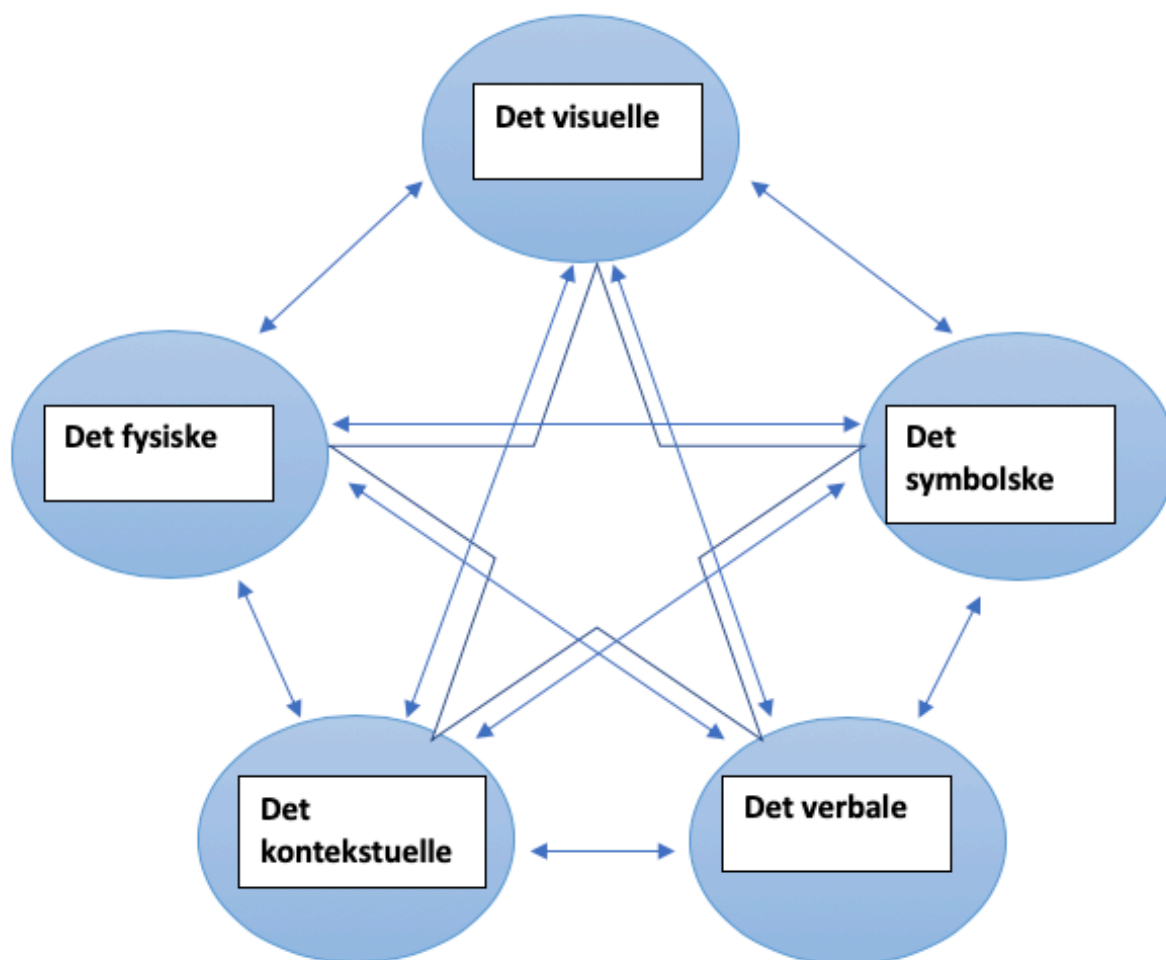 Det visuelle
Det fysiske
Det
symbolske
Det
kontekstuelle
Det verbale